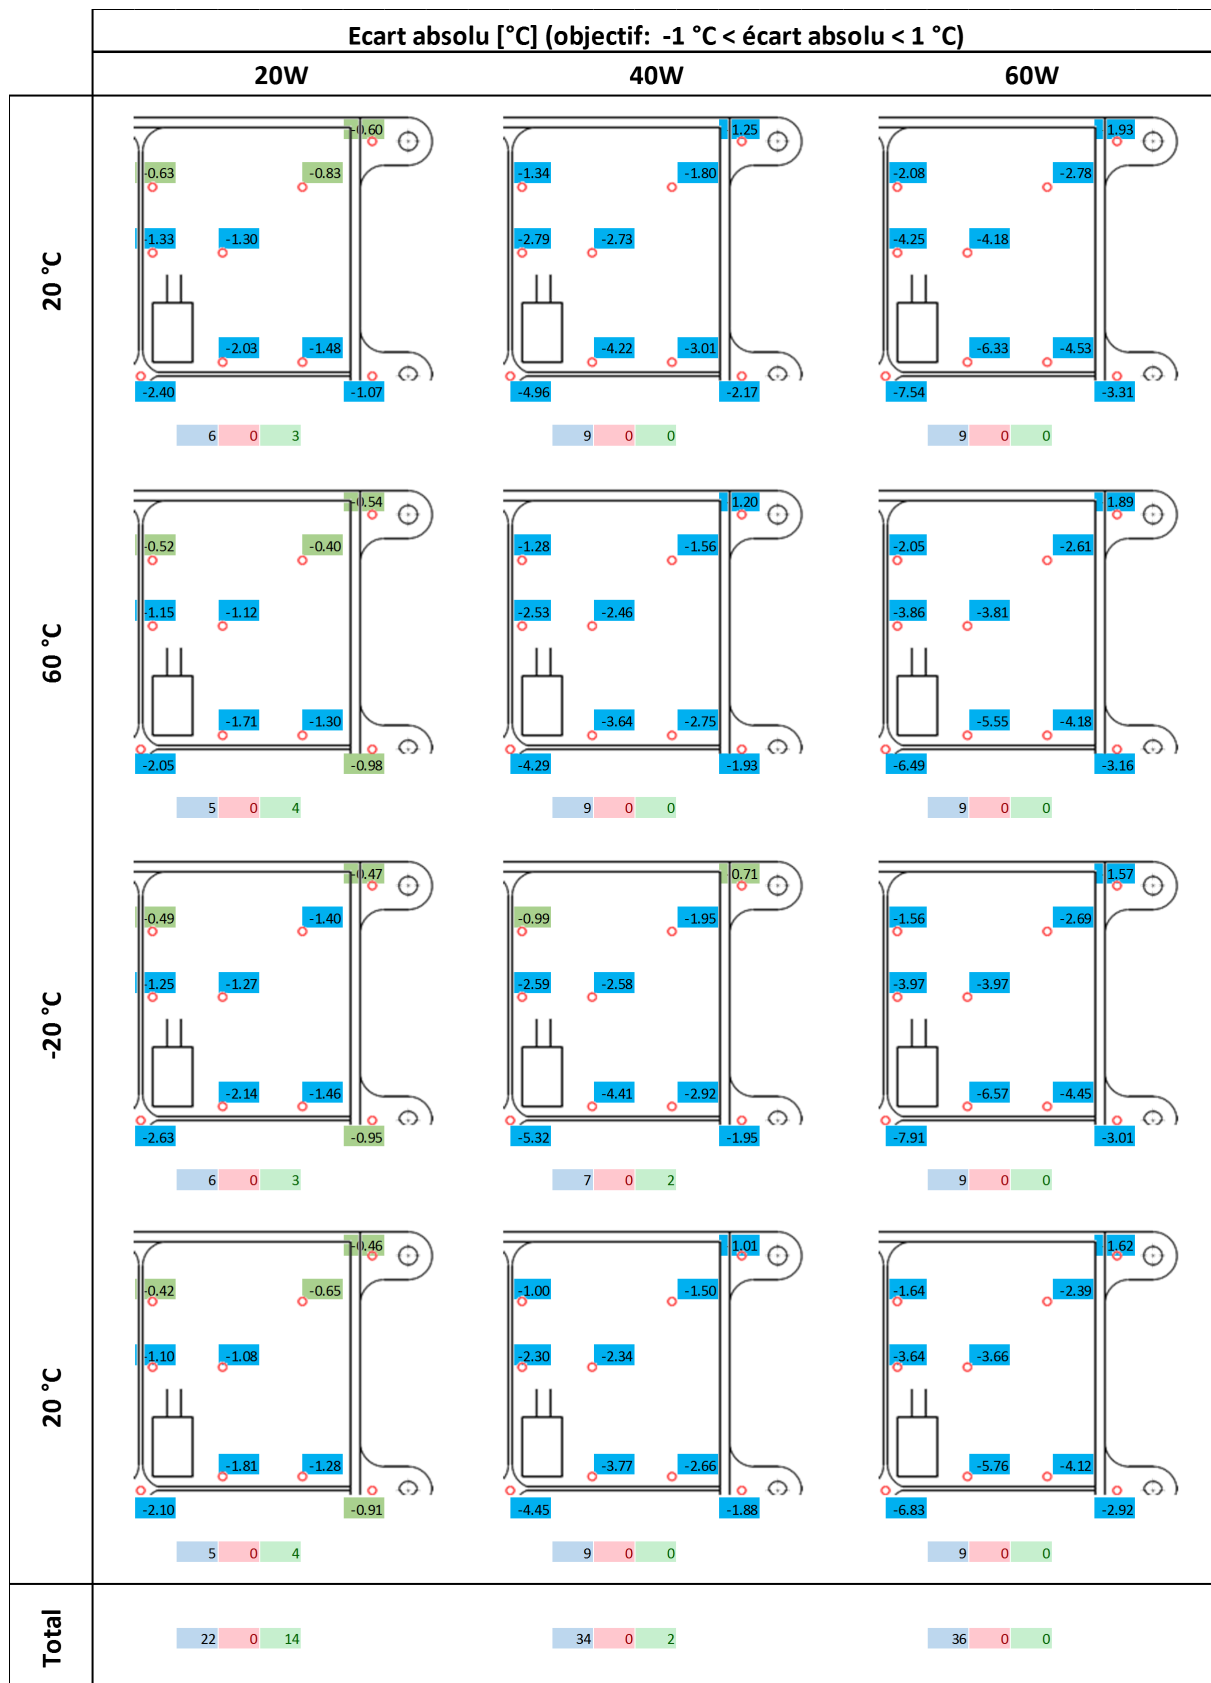 Ecart absolu [°C] (objectif: -1 °C < écart absolu < 1 °C)
20W 40W 60W
20 °C
-0.60 -1.25 -1.93
-0.63 -0.83 -1.34 -1.80 -2.08 -2.78
-1.33 -1.30 -2.79 -2.73 -4.25 -4.18
-2.03 -1.48 -4.22 -3.01 -6.33 -4.53
-2.40 -1.07 -4.96 -2.17 -7.54 -3.31
6 0 3 9 0 0 9 0 0
60 °C
-0.54 -1.20 -1.89
-0.52 -0.40 -1.28 -1.56 -2.05 -2.61
-1.15 -1.12 -2.53 -2.46 -3.86 -3.81
-1.71 -1.30 -3.64 -2.75 -5.55 -4.18
-2.05 -0.98 -4.29 -1.93 -6.49 -3.16
5 0 4 9 0 0 9 0 0
-20 °C
-0.47 -0.71 -1.57
-0.49 -1.40 -0.99 -1.95 -1.56 -2.69
-1.25 -1.27 -2.59 -2.58 -3.97 -3.97
-2.14 -1.46 -4.41 -2.92 -6.57 -4.45
-2.63 -0.95 -5.32 -1.95 -7.91 -3.01
6 0 3 7 0 2 9 0 0
20 °C
-0.46 -1.01 -1.62
-0.42 -0.65 -1.00 -1.50 -1.64 -2.39
-1.10 -1.08 -2.30 -2.34 -3.64 -3.66
-1.81 -1.28 -3.77 -2.66 -5.76 -4.12
-2.10 -0.91 -4.45 -1.88 -6.83 -2.92
5 0 4 9 0 0 9 0 0
Total
22 0 14 34 0 2 36 0 0